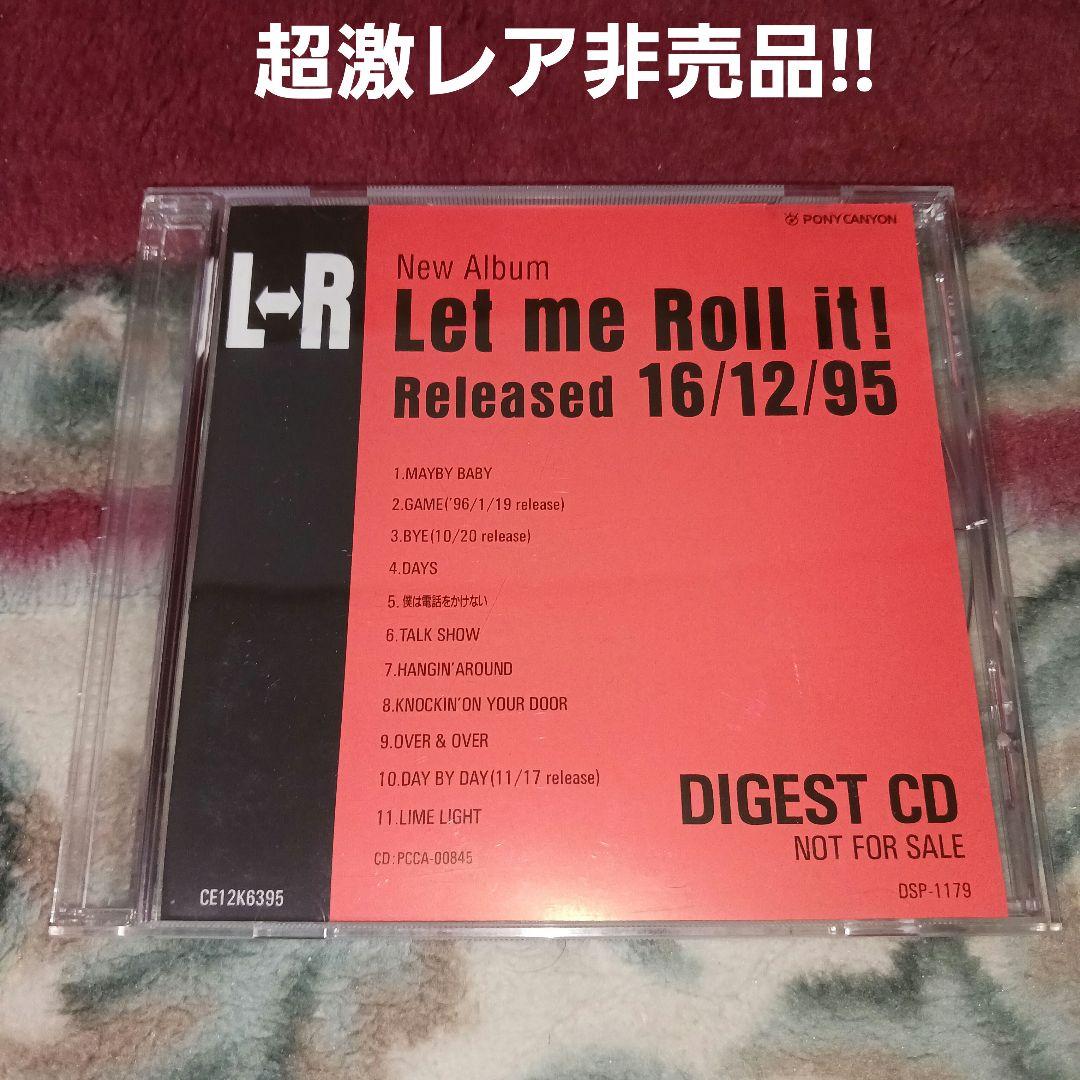 超激レア非売品!!
PONY CANYON
L↔R
New Album
Let me Roll it!
Released 16/12/95
1.MAYBY BABY
2.GAME('96/1/19 release)
3.BYE(10/20 release)
4.DAYS
5.僕は電話をかけない
6.TALK SHOW
7.HANGIN'AROUND
8.KNOCKIN'ON YOUR DOOR
9.OVER & OVER
10.DAY BY DAY(11/17 release)
11.LIME LIGHT
CD:PCCA-00845
DIGEST CD
NOT FOR SALE
CE12K6395
DSP-1179